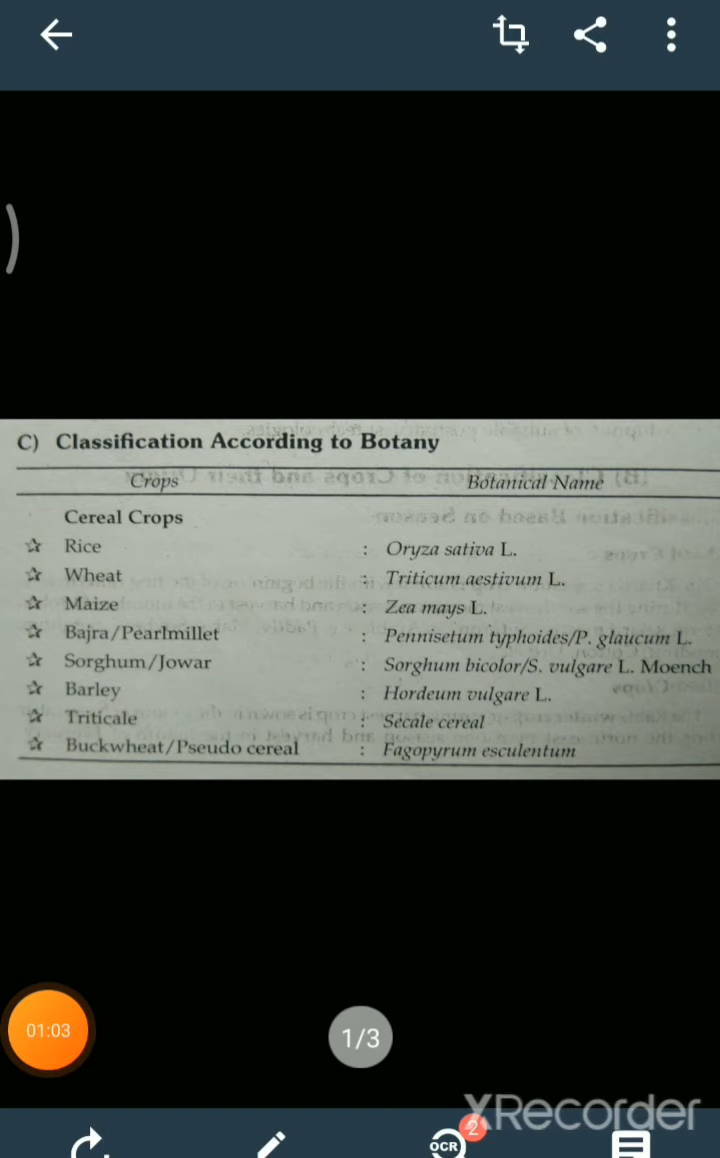 C) Classification According to Botany
Crops Botanical Name
Cereal Crops
☆ Rice : Oryza sativa L.
☆ Wheat : Triticum aestivum L.
☆ Maize : Zea mays L.
☆ Bajra/Pearlmillet : Pennisetum typhoides/P. glaucum L.
☆ Sorghum/Jowar : Sorghum bicolor/S. vulgare L. Moench
☆ Barley : Hordeum vulgare L.
☆ Triticale : Secale cereal
☆ Buckwheat/Pseudo cereal : Fagopyrum esculentum
01:03
1/3
XRecorder
OCR 2